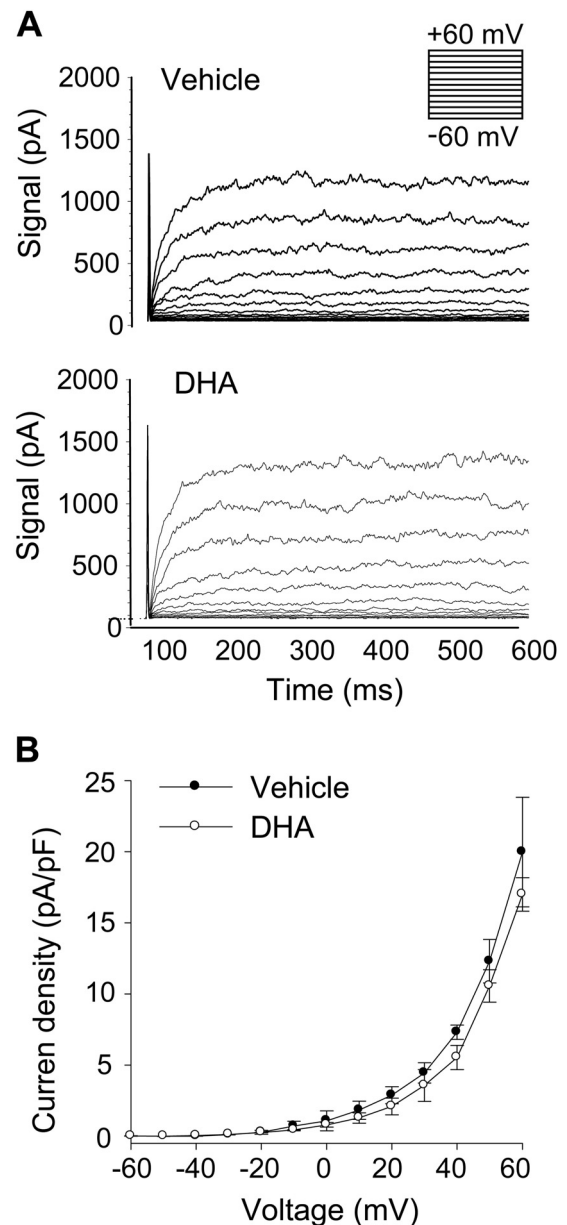 A
+60 mV
-60 mV
Vehicle
Signal (pA)
2000
1500
1000
500
0
DHA
Signal (pA)
2000
1500
1000
500
0
100 200 300 400 500 600
Time (ms)
B
Vehicle
DHA
Curren density (pA/pF)
25
20
15
10
5
0
-60 -40 -20 0 20 40 60
Voltage (mV)